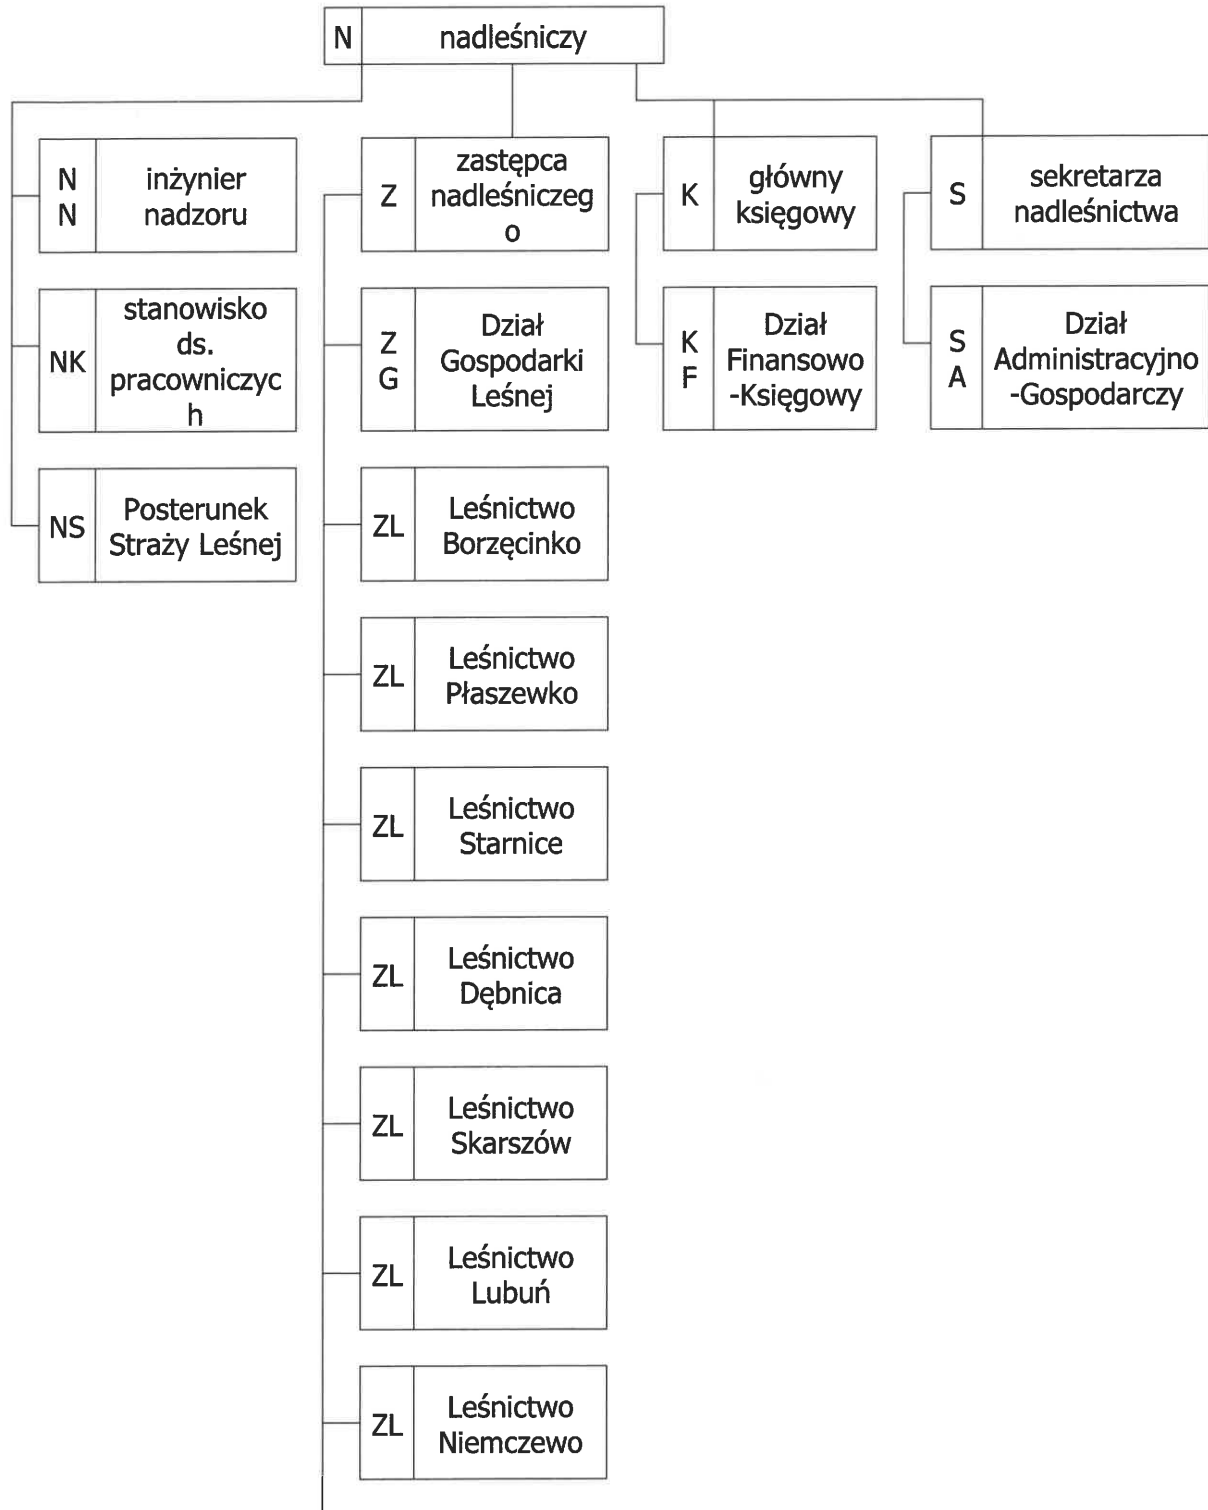 N nadleśniczy
N
N
inżynier
nadzoru
Z
zastępca
nadleśniczeg
o
K
główny
księgowy
S
sekretarza
nadleśnictwa
NK
stanowisko
ds.
pracowniczyc
h
Z
G
Dział
Gospodarki
Leśnej
K
F
Dział
Finansowo
-Księgowy
S
A
Dział
Administracyjno
-Gospodarczy
NS
Posterunek
Straży Leśnej
ZL
Leśnictwo
Borzęcinko
ZL
Leśnictwo
Płaszewko
ZL
Leśnictwo
Starnice
ZL
Leśnictwo
Dębnica
ZL
Leśnictwo
Skarszów
ZL
Leśnictwo
Lubuń
ZL
Leśnictwo
Niemczewo